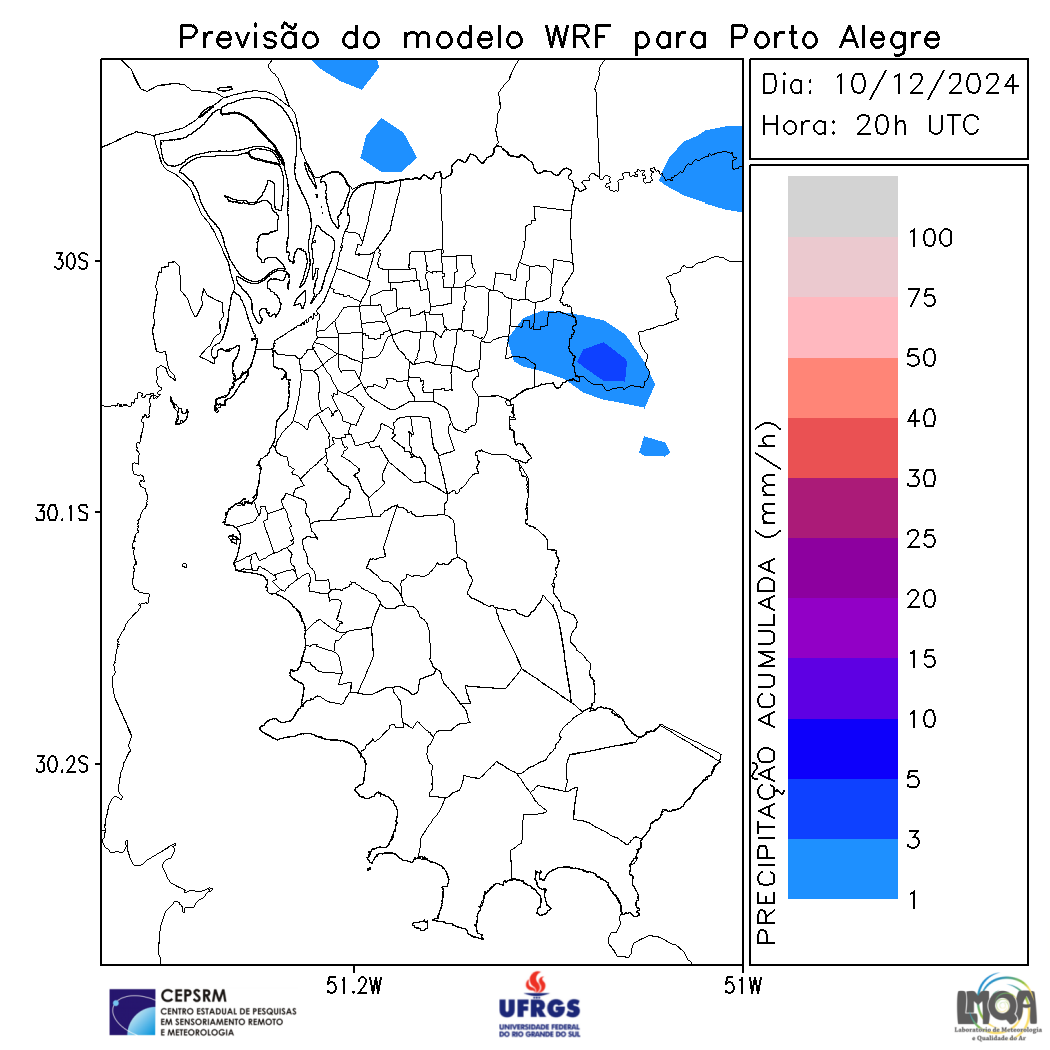 Previsão do modelo WRF para Porto Alegre
Dia: 10/12/2024
Hora: 20h UTC
30S
30.1S
30.2S
51.2W
51W
PRECIPITAÇÃO ACUMULADA (mm/h)
100
75
50
40
30
25
20
15
10
5
3
1
CEPSRM
CENTRO ESTADUAL DE PESQUISAS
EM SENSORIAMENTO REMOTO
E METEOROLOGIA
UFRGS
UNIVERSIDADE FEDERAL
DO RIO GRANDE DO SUL
LMQA
Laboratório de Meteorologia
e Qualidade do Ar